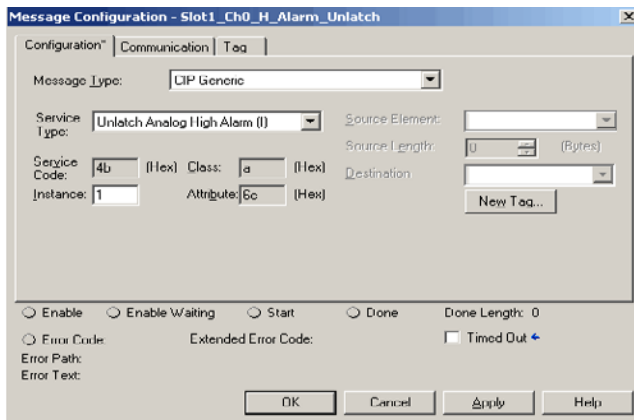 Message Configuration - Slot1_Ch0_H_Alarm_Unlatch
Configuration* Communication Tag
Message Type: CIP Generic
Service Type: Unlatch Analog High Alarm (I) Source Element:
Source Length: 0 (Bytes)
Service Code: 4b (Hex) Class: a (Hex) Destination
Instance: 1 Attribute: 6c (Hex) New Tag...
Enable Enable Waiting Start Done Done Length: 0
Error Code: Extended Error Code: Timed Out
Error Path:
Error Text:
OK Cancel Apply Help